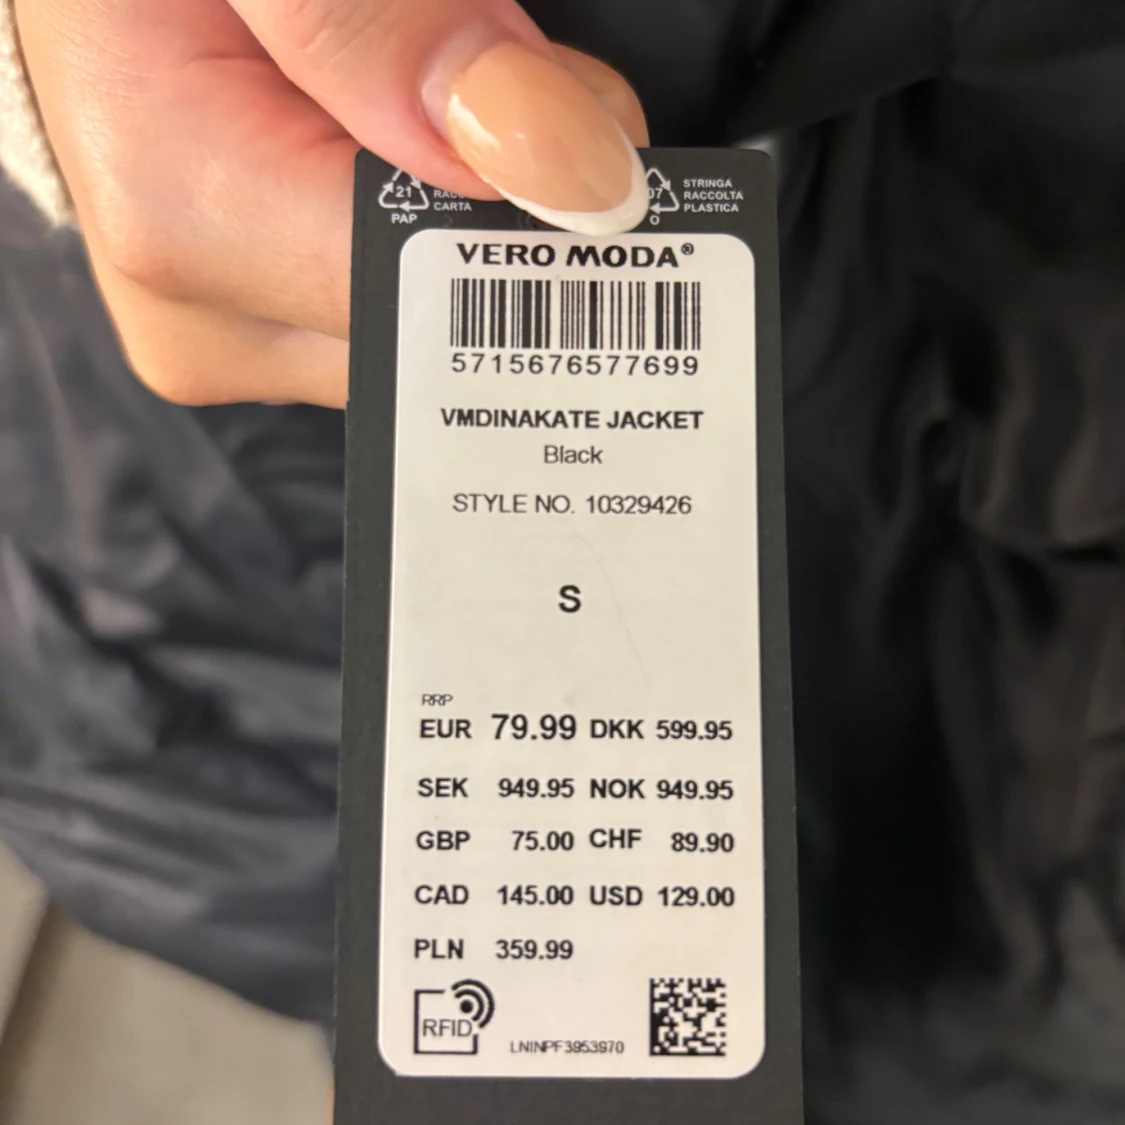 21
PAP
CARTA
07
O
STRINGA
RACCOLTA
PLASTICA
VERO MODA®
5715676577699
VMDINAKATE JACKET
Black
STYLE NO. 10329426
S
RRP
EUR 79.99 DKK 599.95
SEK 949.95 NOK 949.95
GBP 75.00 CHF 89.90
CAD 145.00 USD 129.00
PLN 359.99
RFID
LNINPF3953970